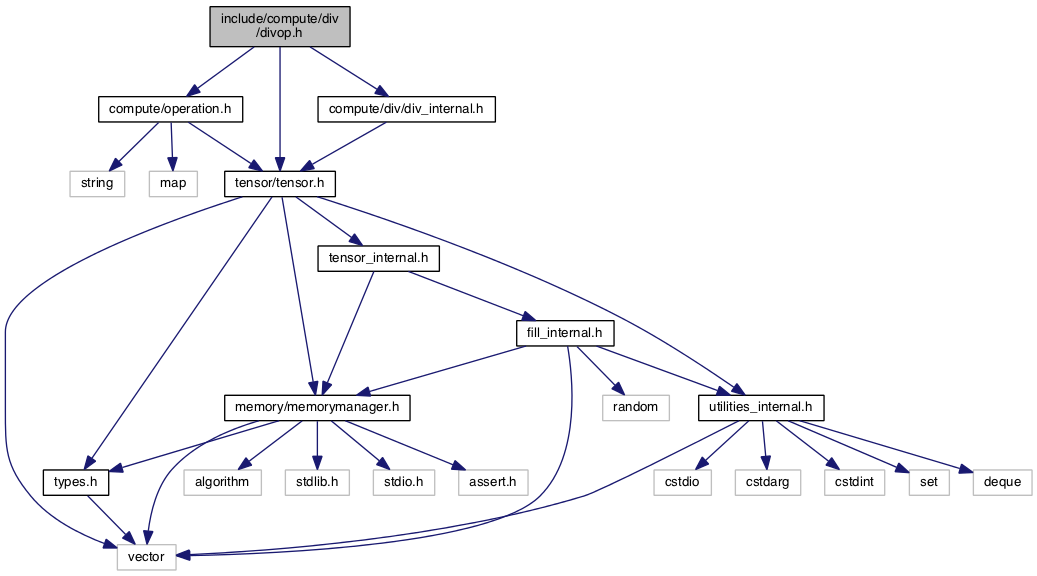 include/compute/div
/divop.h
compute/operation.h
compute/div/div_internal.h
string
map
tensor/tensor.h
tensor_internal.h
fill_internal.h
memory/memorymanager.h
random
utilities_internal.h
types.h
algorithm
stdlib.h
stdio.h
assert.h
cstdio
cstdarg
cstdint
set
deque
vector